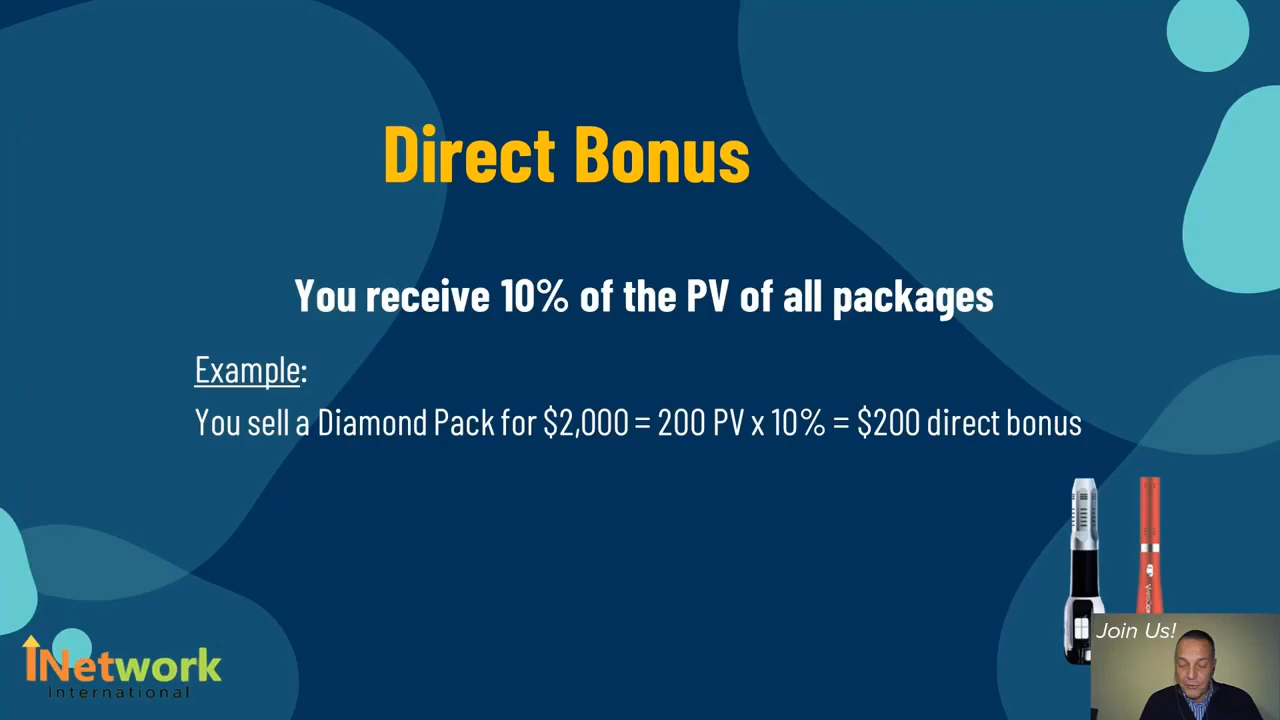 Direct Bonus
You receive 10% of the PV of all packages
Example:
You sell a Diamond Pack for $2,000 = 200 PV x 10% = $200 direct bonus
Join Us!
iNetwork
International